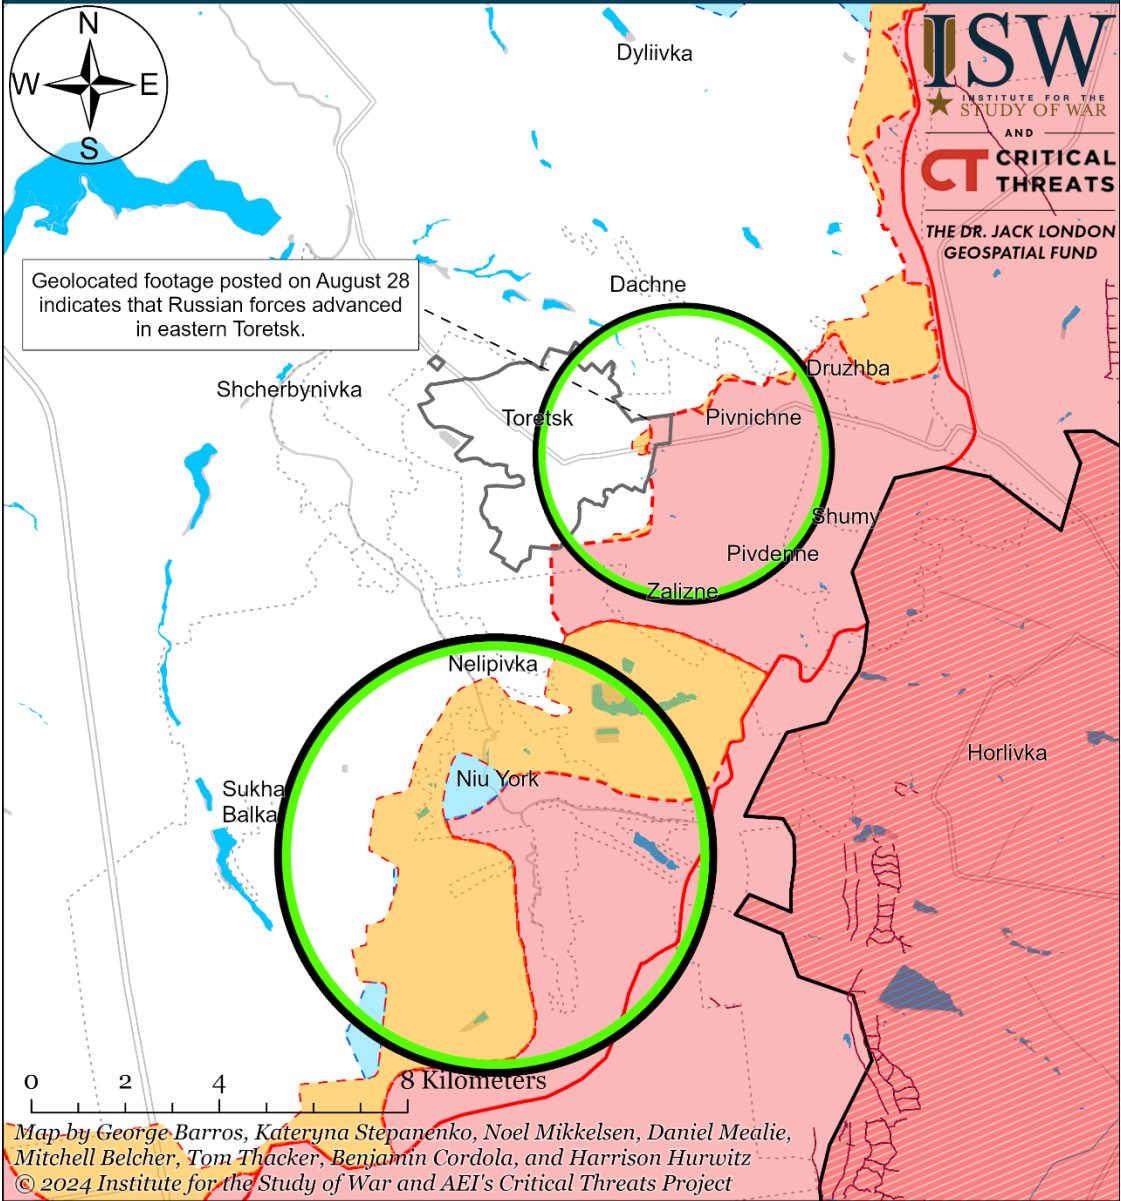 N
W
E
S
Dyliivka
ISW
INSTITUTE FOR THE
STUDY OF WAR
AND
CT CRITICAL
THREATS
THE DR. JACK LONDON
GEOSPATIAL FUND
Geolocated footage posted on August 28
indicates that Russian forces advanced
in eastern Toretsk.
Dachne
Druzhba
Shcherbynivka
Toretsk
Pivnichne
Shumy
Pivdenne
Zalizne
Nelipivka
Horlivka
Niu York
Sukha
Balka
0 2 4 8 Kilometers
Map by George Barros, Kateryna Stepanenko, Noel Mikkelsen, Daniel Mealie,
Mitchell Belcher, Tom Thacker, Benjamin Cordola, and Harrison Hurwitz
© 2024 Institute for the Study of War and AEI's Critical Threats Project